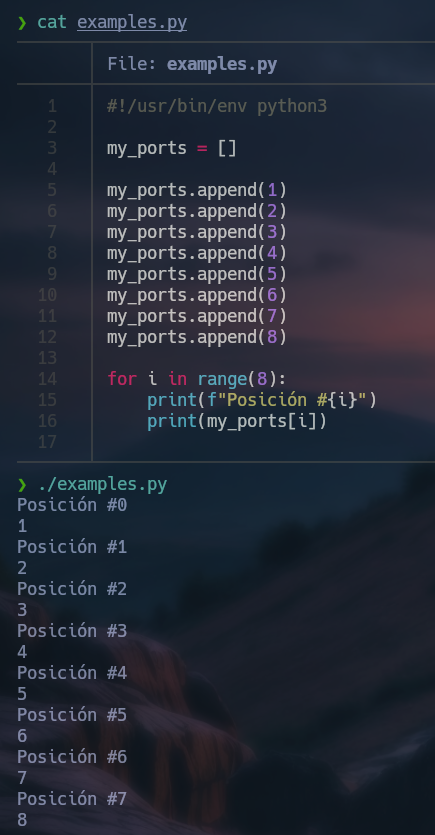 ❯ cat examples.py
File: examples.py
1 #!/usr/bin/env python3
2
3 my_ports = []
4
5 my_ports.append(1)
6 my_ports.append(2)
7 my_ports.append(3)
8 my_ports.append(4)
9 my_ports.append(5)
10 my_ports.append(6)
11 my_ports.append(7)
12 my_ports.append(8)
13
14 for i in range(8):
15     print(f"Posición #{i}")
16     print(my_ports[i])
17
❯ ./examples.py
Posición #0
1
Posición #1
2
Posición #2
3
Posición #3
4
Posición #4
5
Posición #5
6
Posición #6
7
Posición #7
8